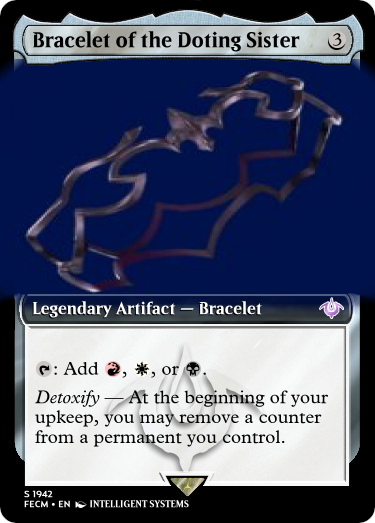 Bracelet of the Doting Sister 3
Legendary Artifact — Bracelet
: Add , , or .
Detoxify — At the beginning of your
upkeep, you may remove a counter
from a permanent you control.
S 1942
FECM • EN INTELLIGENT SYSTEMS